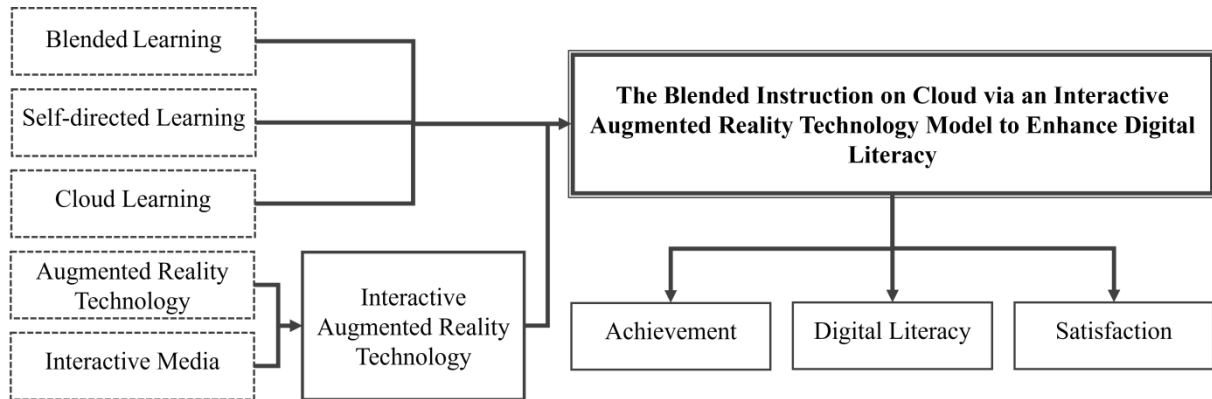 Blended Learning
Self-directed Learning
Cloud Learning
Augmented Reality
Technology
Interactive Media
Interactive
Augmented Reality
Technology
The Blended Instruction on Cloud via an Interactive
Augmented Reality Technology Model to Enhance Digital
Literacy
Achievement
Digital Literacy
Satisfaction